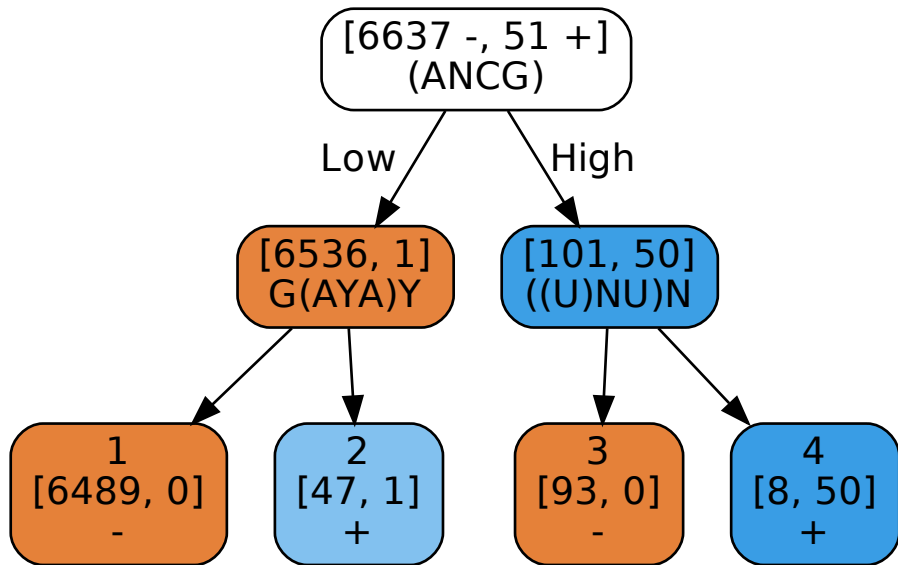 [6637 -, 51 +]
(ANCG)
Low
High
[6536, 1]
G(AYA)Y
[101, 50]
((U)NU)N
1
[6489, 0]
-
2
[47, 1]
+
3
[93, 0]
-
4
[8, 50]
+